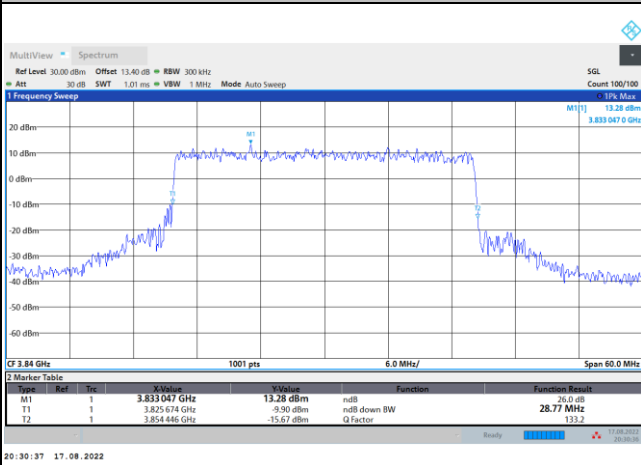 MultiView Spectrum
Ref Level 30.00 dBm Offset 13.40 dB RBW 300 kHz SGL
Att 30 dB SWT 1.01 ms VBW 1 MHz Mode Auto Sweep Count 100/100
1 Frequency Sweep 1Pk Max
M1[1] 13.28 dBm
3.833 047 0 GHz
M1
20 dBm
10 dBm
0 dBm
T1
-10 dBm
T2
-20 dBm
-30 dBm
-40 dBm
-50 dBm
-60 dBm
CF 3.84 GHz 1001 pts 6.0 MHz/ Span 60.0 MHz
2 Marker Table
Type Ref Trc X-Value Y-Value Function Function Result
M1 1 3.833 047 GHz 13.28 dBm ndB 26.0 dB
T1 1 3.825 674 GHz -9.90 dBm ndB down BW 28.77 MHz
T2 1 3.854 446 GHz -15.67 dBm Q Factor 133.2
Ready 17.08.2022
20:30:36
20:30:37 17.08.2022